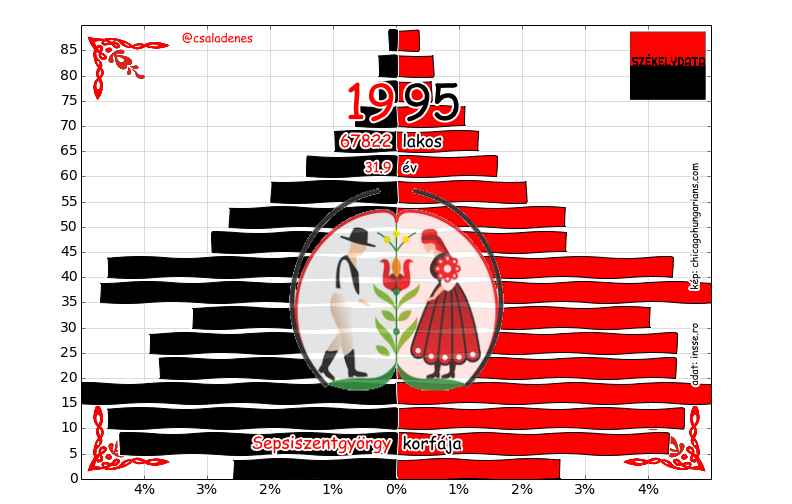 @csaladenes
SZÉKELYDATA
1995
67822 lakos
31.9 év
kép: chicagohungarians.com
adat: insse.ro
Sepsiszentgyörgy korfája
85
80
75
70
65
60
55
50
45
40
35
30
25
20
15
10
5
0
4% 3% 2% 1% 0% 1% 2% 3% 4%